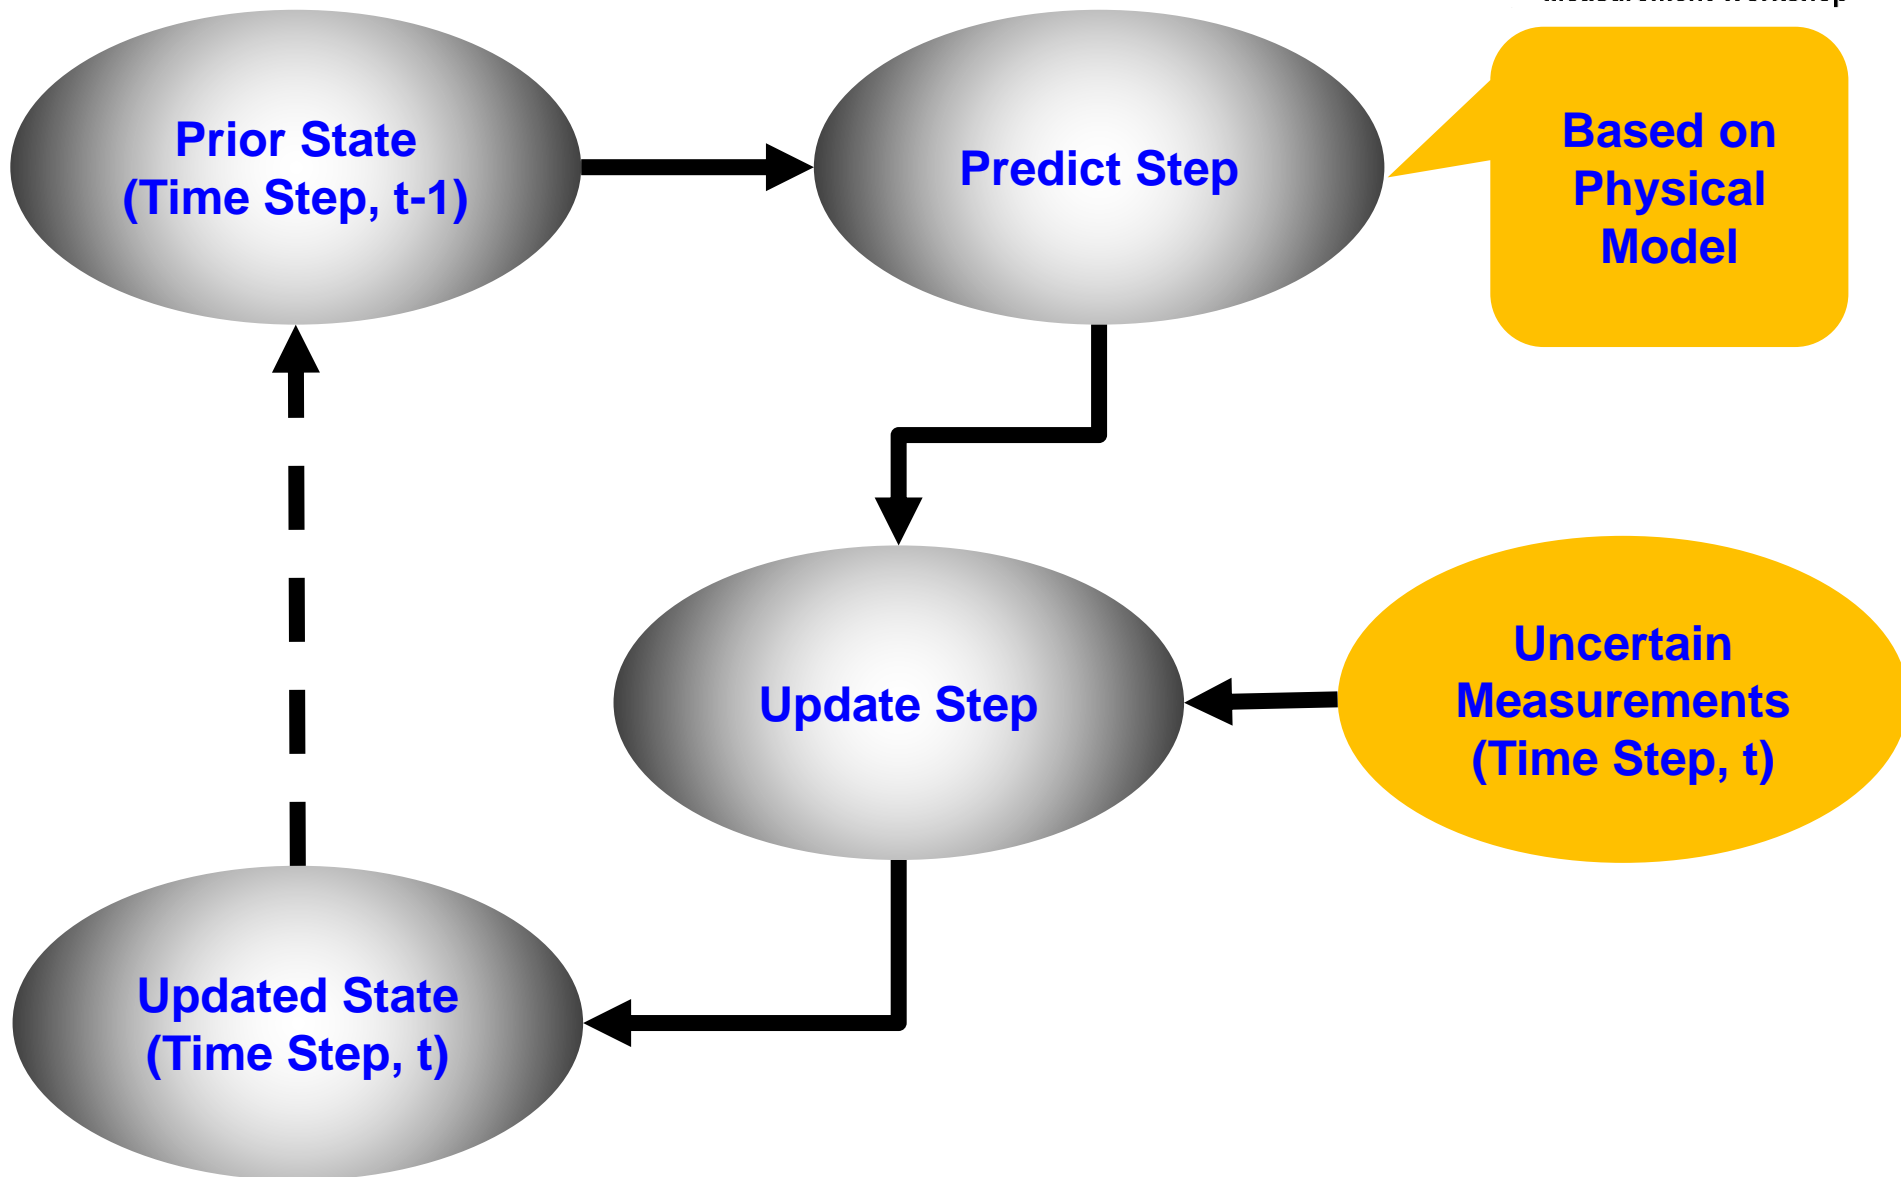 Prior State
(Time Step, t-1)
Predict Step
Based on
Physical
Model
Update Step
Uncertain
Measurements
(Time Step, t)
Updated State
(Time Step, t)